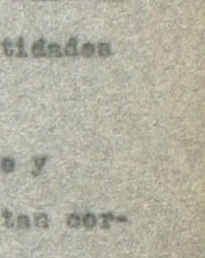 tidades
s y
tan cor-